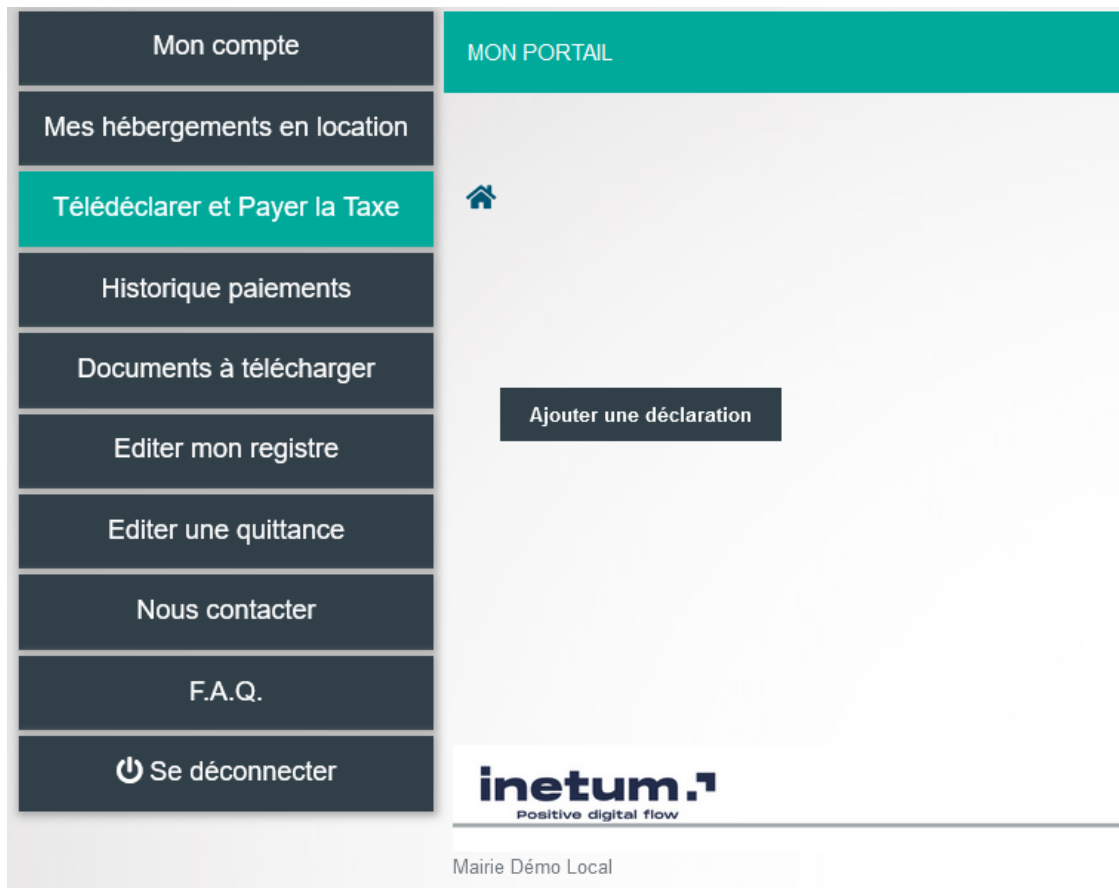 Mon compte
Mes hébergements en location
Télédéclarer et Payer la Taxe
Historique paiements
Documents à télécharger
Editer mon registre
Editer une quittance
Nous contacter
F.A.Q.
Se déconnecter
MON PORTAIL
Ajouter une déclaration
inetum.
Positive digital flow
Mairie Démo Local